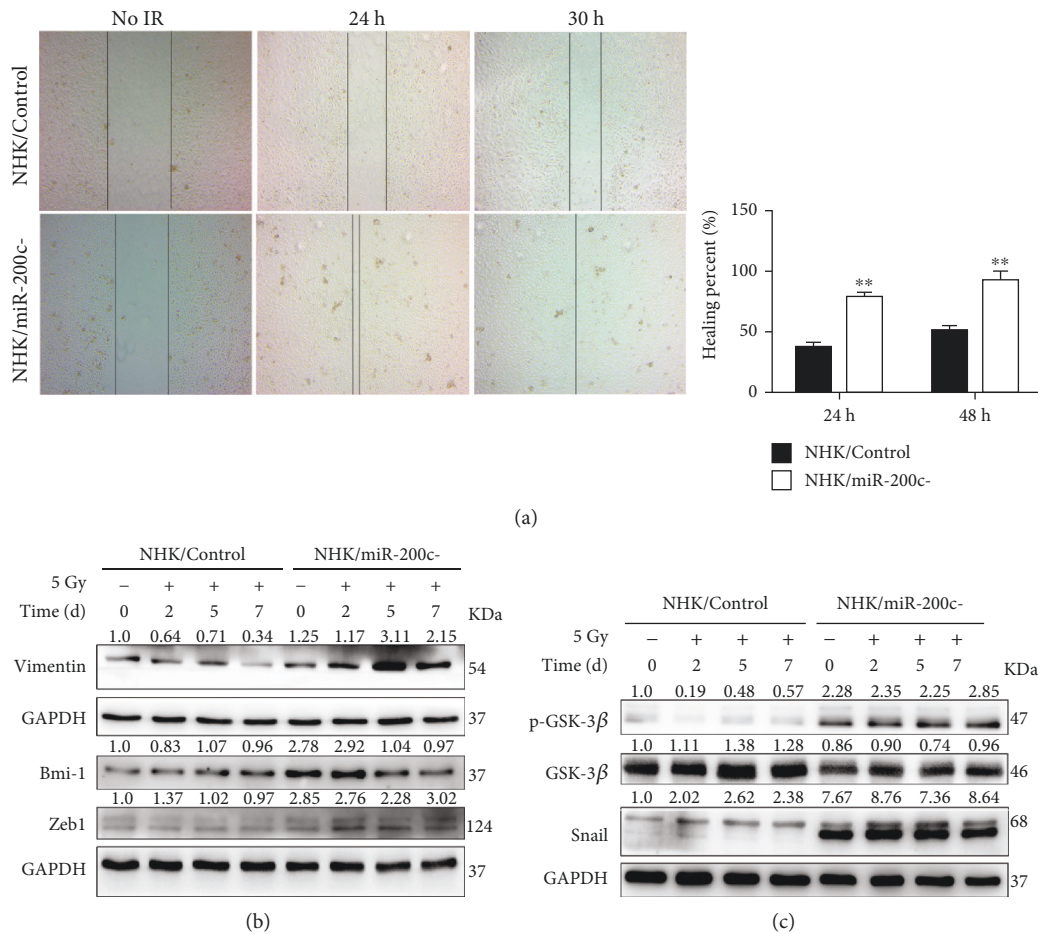 No IR 24 h 30 h
NHK/Control
NHK/miR-200c-
Healing percent (%)
150
100
50
0
** **
24 h 48 h
NHK/Control
NHK/miR-200c-
(a)
NHK/Control NHK/miR-200c-
5 Gy − + + + − + + +
Time (d) 0 2 5 7 0 2 5 7 KDa
1.0 0.64 0.71 0.34 1.25 1.17 3.11 2.15
Vimentin 54
GAPDH 37
1.0 0.83 1.07 0.96 2.78 2.92 1.04 0.97
Bmi-1 37
1.0 1.37 1.02 0.97 2.85 2.76 2.28 3.02
Zeb1 124
GAPDH 37
(b)
NHK/Control NHK/miR-200c-
5 Gy − + + + − + + +
Time (d) 0 2 5 7 0 2 5 7 KDa
1.0 0.19 0.48 0.57 2.28 2.35 2.25 2.85
p-GSK-3β 47
1.0 1.11 1.38 1.28 0.86 0.90 0.74 0.96
GSK-3β 46
1.0 2.02 2.62 2.38 7.67 8.76 7.36 8.64
Snail 68
GAPDH 37
(c)